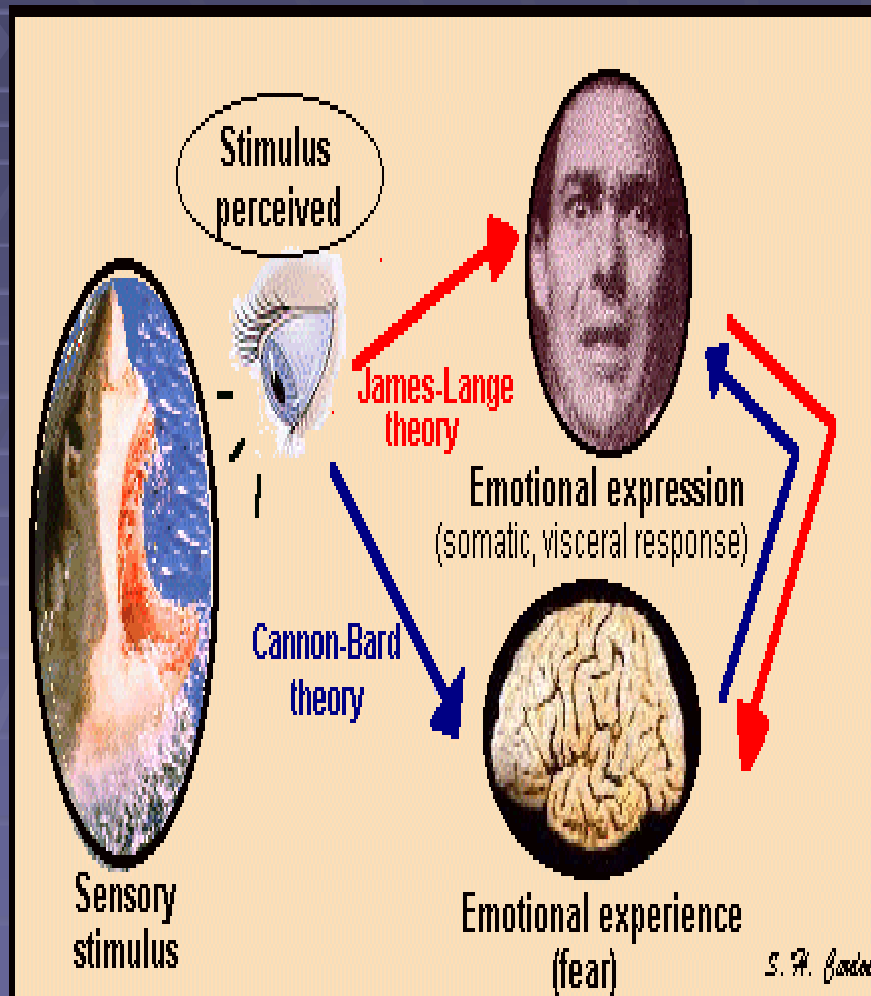 Stimulus
perceived
James-Lange
theory
Emotional expression
(somatic, visceral response)
Cannon-Bard
theory
Sensory
stimulus
Emotional experience
(fear)
S. H.